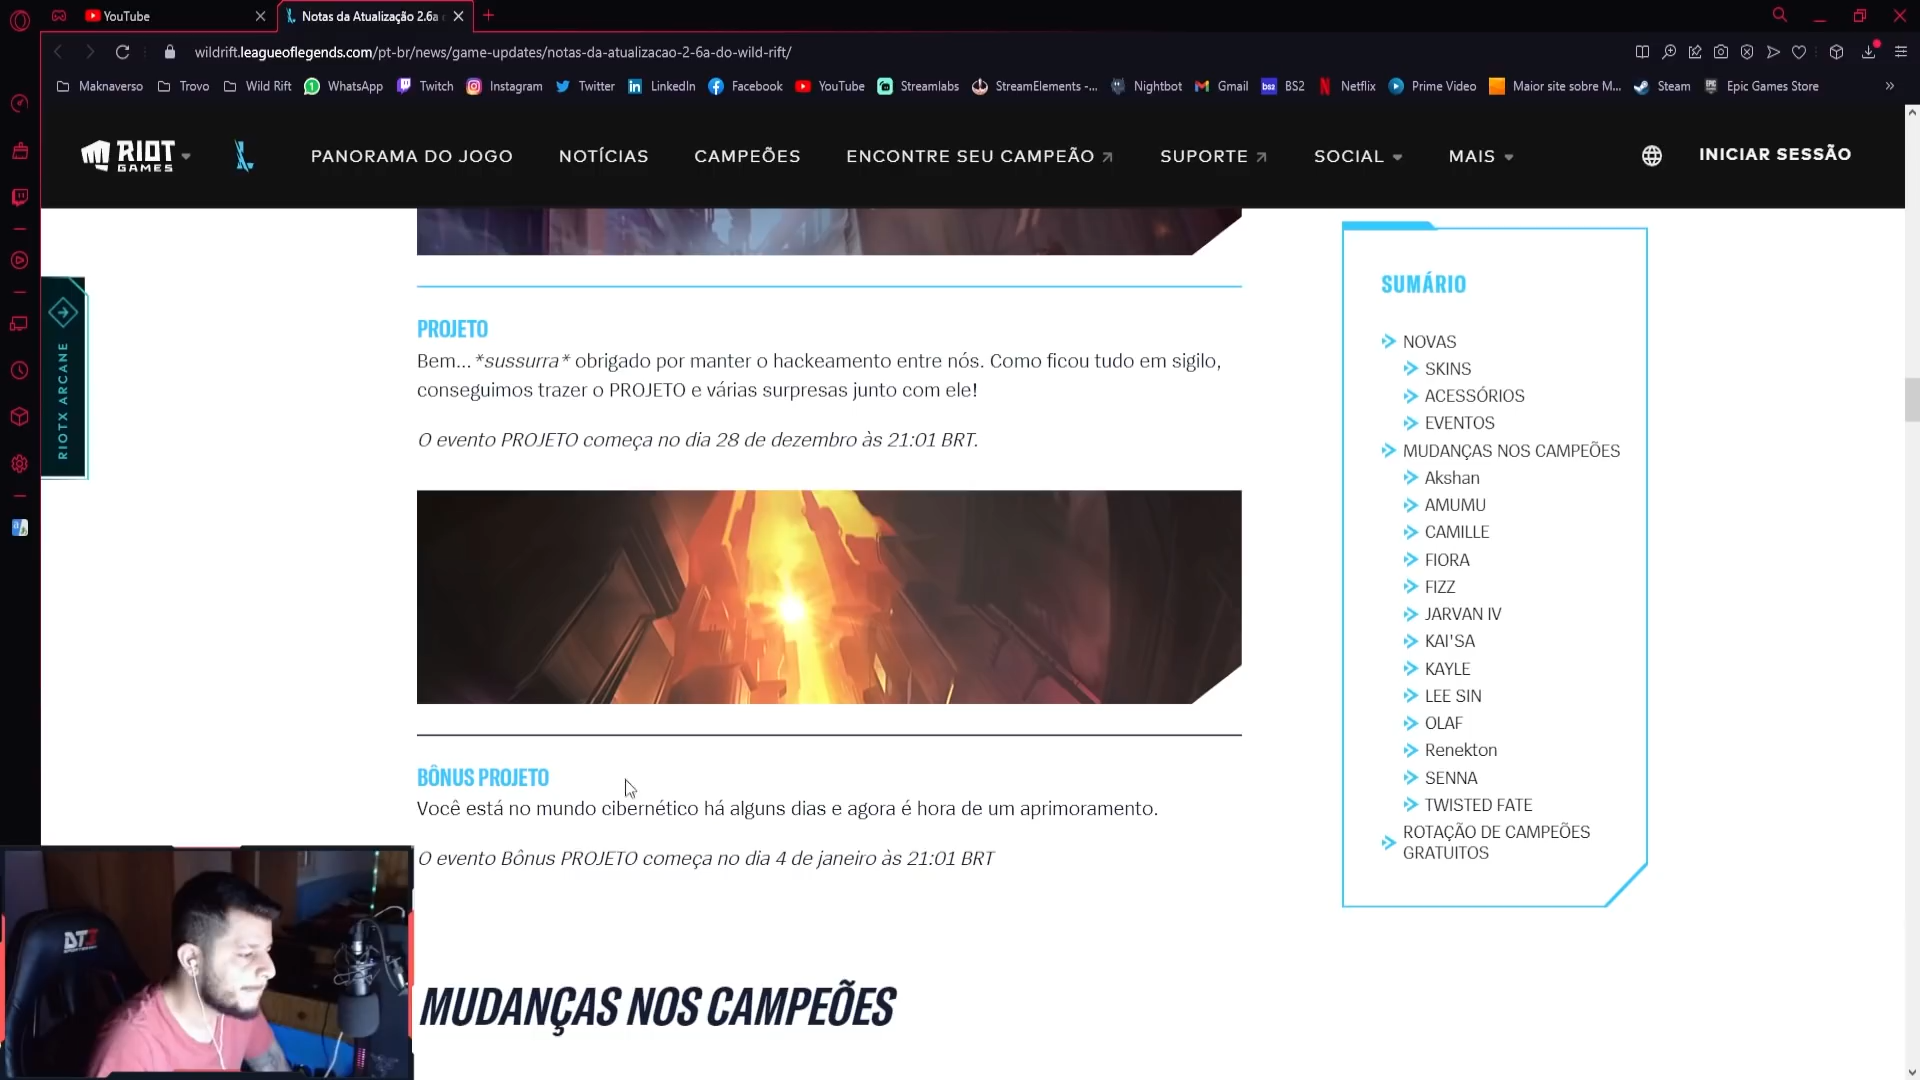 YouTube
Notas da Atualização 2.6a
wildrift.leagueoflegends.com/pt-br/news/game-updates/notas-da-atualizacao-2-6a-do-wild-rift/
Maknaverso Trovo Wild Rift WhatsApp Twitch Instagram Twitter LinkedIn Facebook YouTube Streamlabs StreamElements -... Nightbot Gmail BS2 Netflix Prime Video Maior site sobre M... Steam Epic Games Store
RIOT GAMES PANORAMA DO JOGO NOTÍCIAS CAMPEÕES ENCONTRE SEU CAMPEÃO SUPORTE SOCIAL MAIS INICIAR SESSÃO
RIOTX ARCANE
PROJETO
Bem... *sussurra* obrigado por manter o hackeamento entre nós. Como ficou tudo em sigilo,
conseguimos trazer o PROJETO e várias surpresas junto com ele!
O evento PROJETO começa no dia 28 de dezembro às 21:01 BRT.
BÔNUS PROJETO
Você está no mundo cibernético há alguns dias e agora é hora de um aprimoramento.
O evento Bônus PROJETO começa no dia 4 de janeiro às 21:01 BRT
MUDANÇAS NOS CAMPEÕES
SUMÁRIO
NOVAS
SKINS
ACESSÓRIOS
EVENTOS
MUDANÇAS NOS CAMPEÕES
Akshan
AMUMU
CAMILLE
FIORA
FIZZ
JARVAN IV
KAI'SA
KAYLE
LEE SIN
OLAF
Renekton
SENNA
TWISTED FATE
ROTAÇÃO DE CAMPEÕES
GRATUITOS
DT3